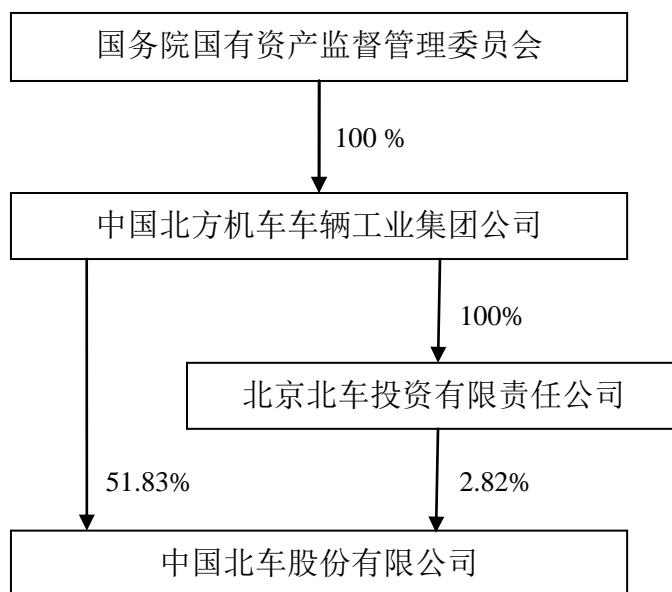 国务院国有资产监督管理委员会
100 %
中国北方机车车辆工业集团公司
100%
北京北车投资有限责任公司
51.83%
2.82%
中国北车股份有限公司